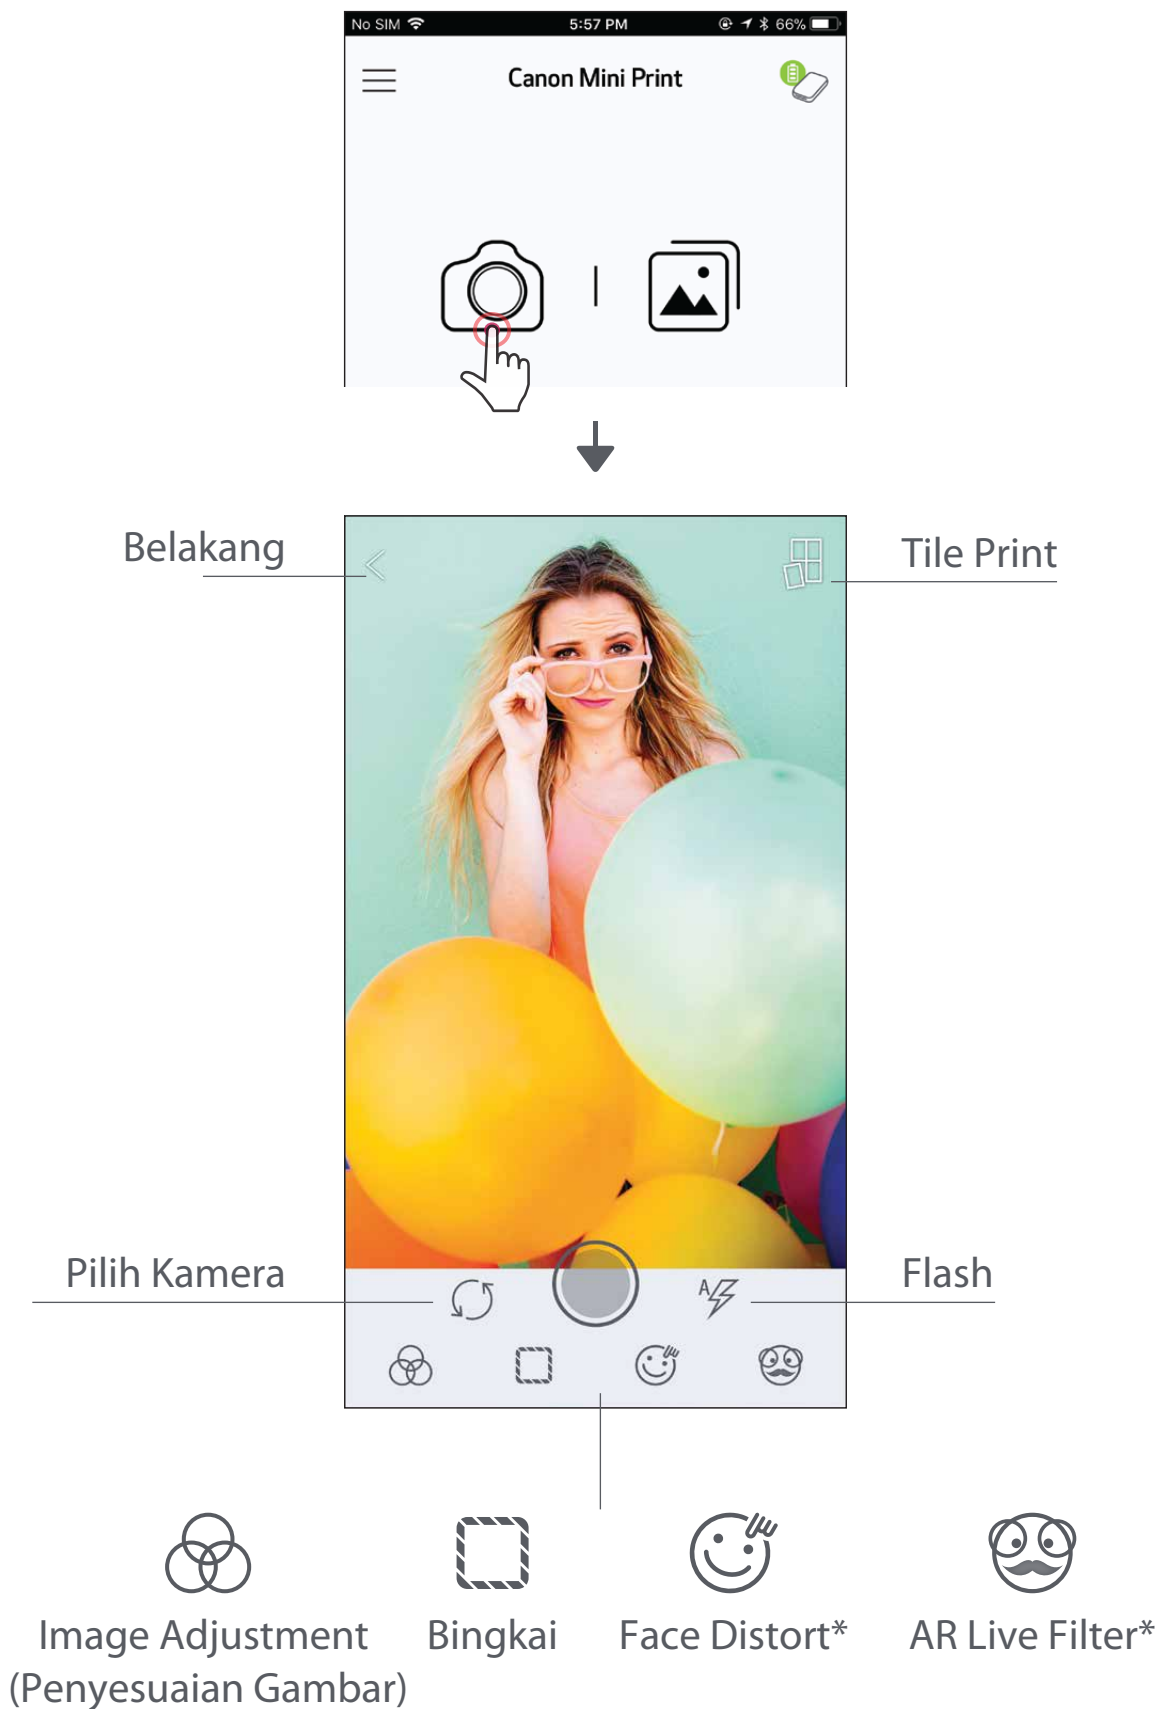 No SIM 5:57 PM 66%
Canon Mini Print
Belakang
Tile Print
Pilih Kamera
Flash
A
Image Adjustment
(Penyesuaian Gambar)
Bingkai
Face Distort*
AR Live Filter*